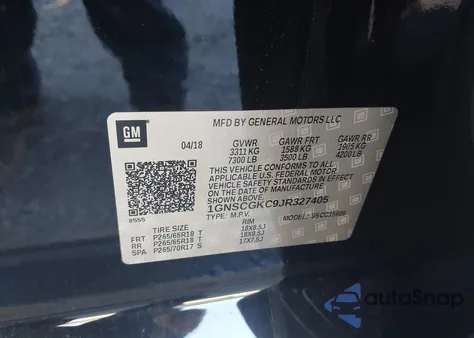 MFD BY GENERAL MOTORS LLC
GM
04/18 GVWR GAWR FRT GAWR RR
3311 KG 1588 KG 1905 KG
7300 LB 3500 LB 4200 LB
THIS VEHICLE CONFORMS TO ALL APPLICABLE
U.S. FEDERAL MOTOR VEHICLE SAFETY
STANDARDS IN EFFECT ON THE
DATE OF MANUFACTURE SHOWN ABOVE.
1GNSCGKC9JR327405
TYPE: M.P.V. MODEL:
TIRE SIZE RIM
FRT P265/65R18 T 18X8.5J
RR P265/65R18 T 18X8.5J
SPA P265/70R17 S 17X7.5J
AutoSnap